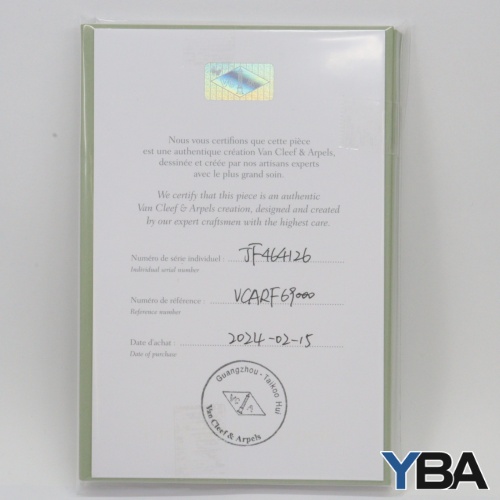 Nous vous certifions que cette pièce
est une authentique création Van Cleef & Arpels,
dessinée et créée par nos artisans experts
avec le plus grand soin.
We certify that this piece is an authentic
Van Cleef & Arpels creation, designed and created
by our expert craftsmen with the highest care.
Numéro de série individuel : JF464126
Individual serial number
Numéro de référence : VCARF69000
Reference number
Date d'achat : 2024-02-15
Date of purchase
Guangzhou - Taikoo Hui
Van Cleef & Arpels
YBA